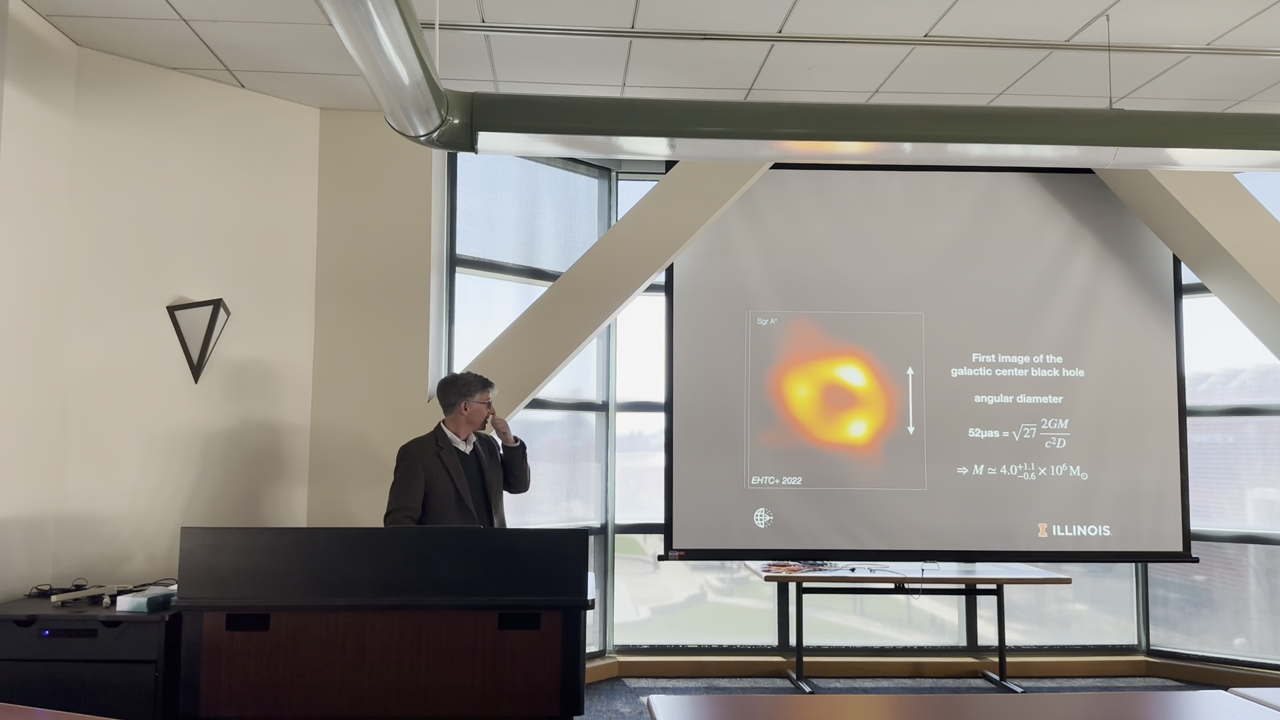 Sgr A*
EHTC+ 2022
First image of the
galactic center black hole
angular diameter
52μas = √27 2GM/c²D
⇒ M ≃ 4.0+1.1−0.6 × 10⁶ M⊙
ILLINOIS